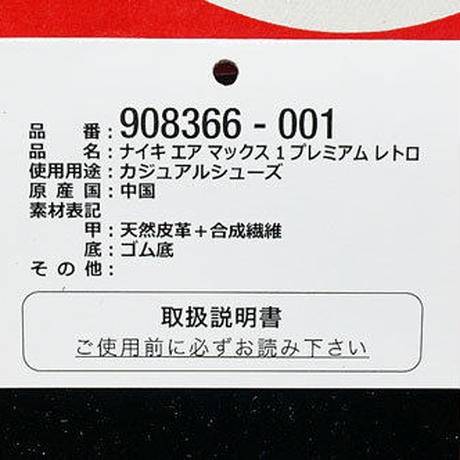 品番:908366-001
品名:ナイキ エア マックス 1 プレミアム レトロ
使用用途:カジュアルシューズ
原産国:中国
素材表記
甲:天然皮革+合成繊維
底:ゴム底
その他:
取扱説明書
ご使用前に必ずお読み下さい